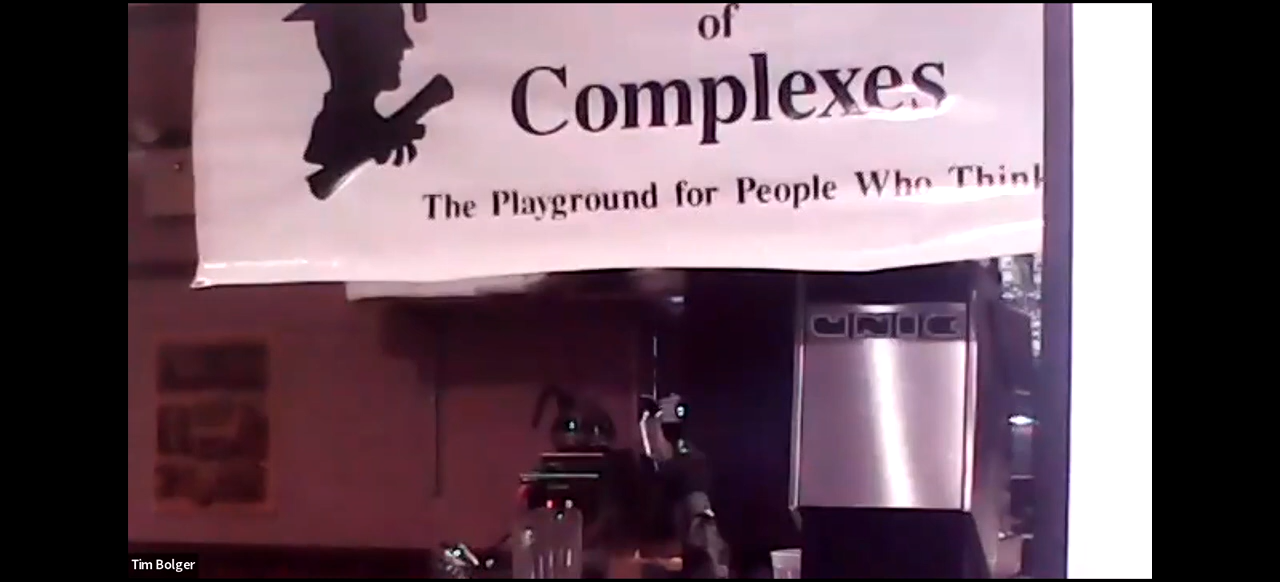 of
Complexes
The Playground for People Who Think
UNIC
Tim Bolger